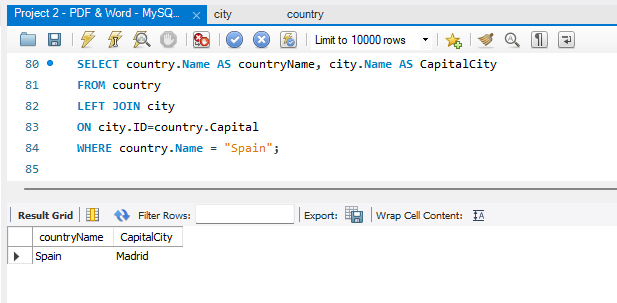 Project 2 - PDF & Word - MySQ... × city country
Limit to 10000 rows
80 SELECT country.Name AS countryName, city.Name AS CapitalCity
81 FROM country
82 LEFT JOIN city
83 ON city.ID=country.Capital
84 WHERE country.Name = "Spain";
85
Result Grid Filter Rows: Export: Wrap Cell Content: IA
countryName CapitalCity
Spain Madrid